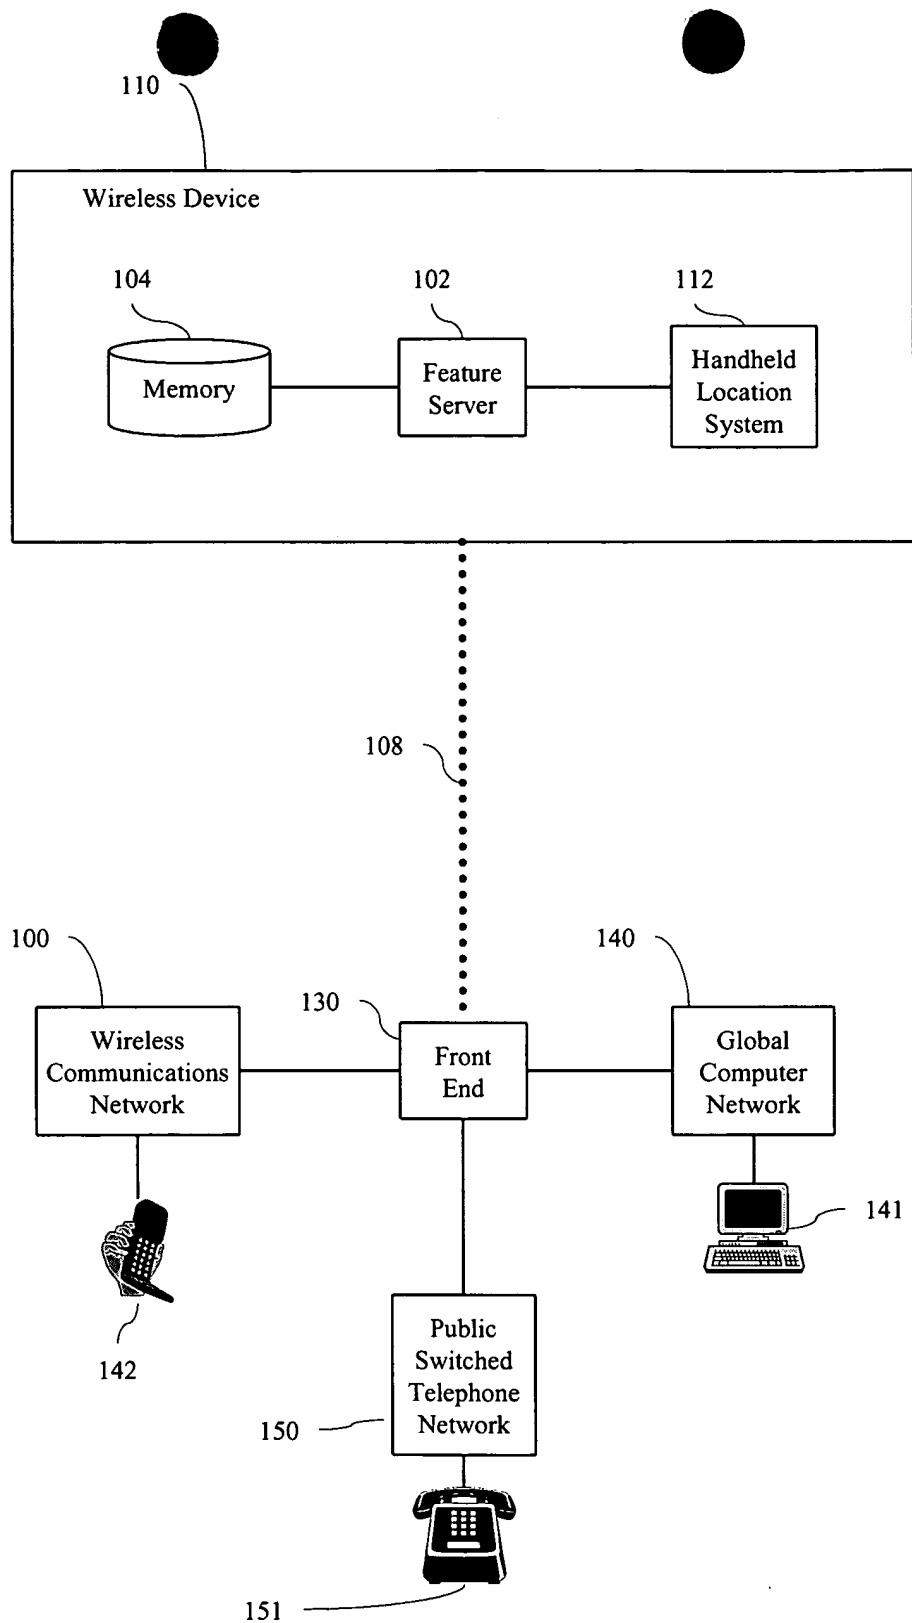 110
Wireless Device
104
102
112
Memory
Feature
Server
Handheld
Location
System
108
100
130
140
Wireless
Communications
Network
Front
End
Global
Computer
Network
141
142
Public
Switched
Telephone
Network
150
151